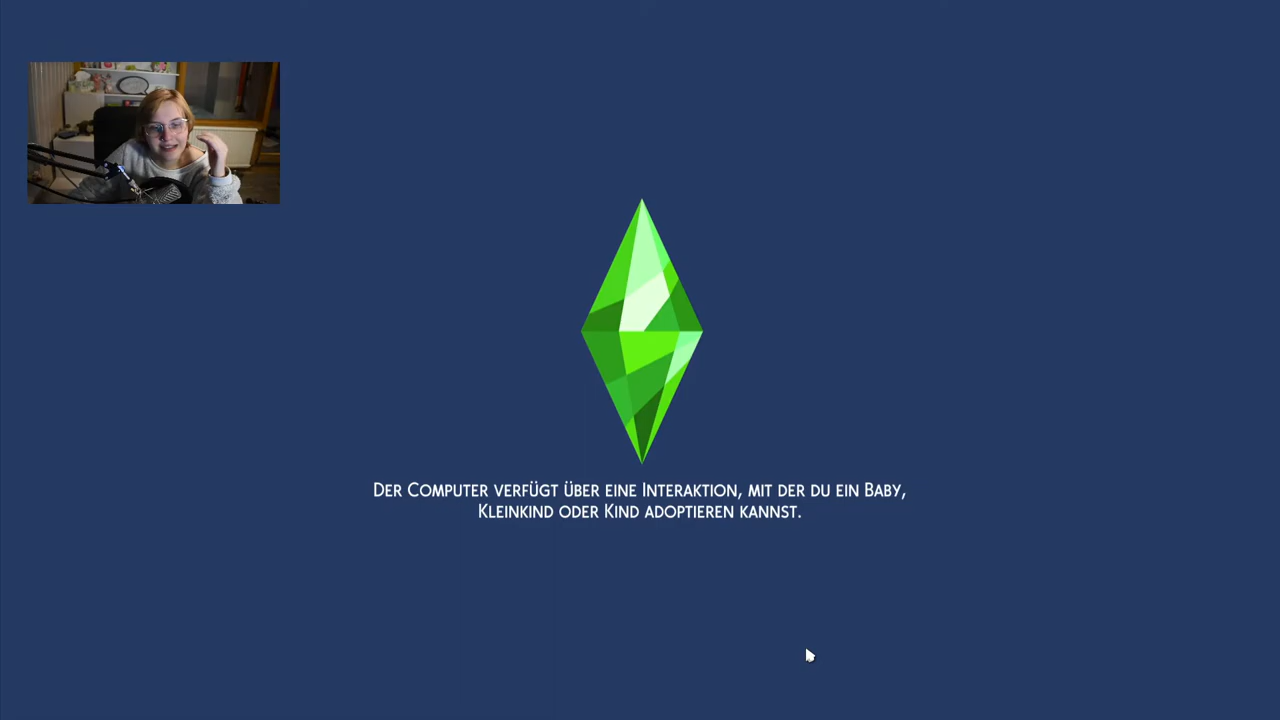 Der Computer verfügt über eine Interaktion, mit der du ein Baby,
Kleinkind oder Kind adoptieren kannst.